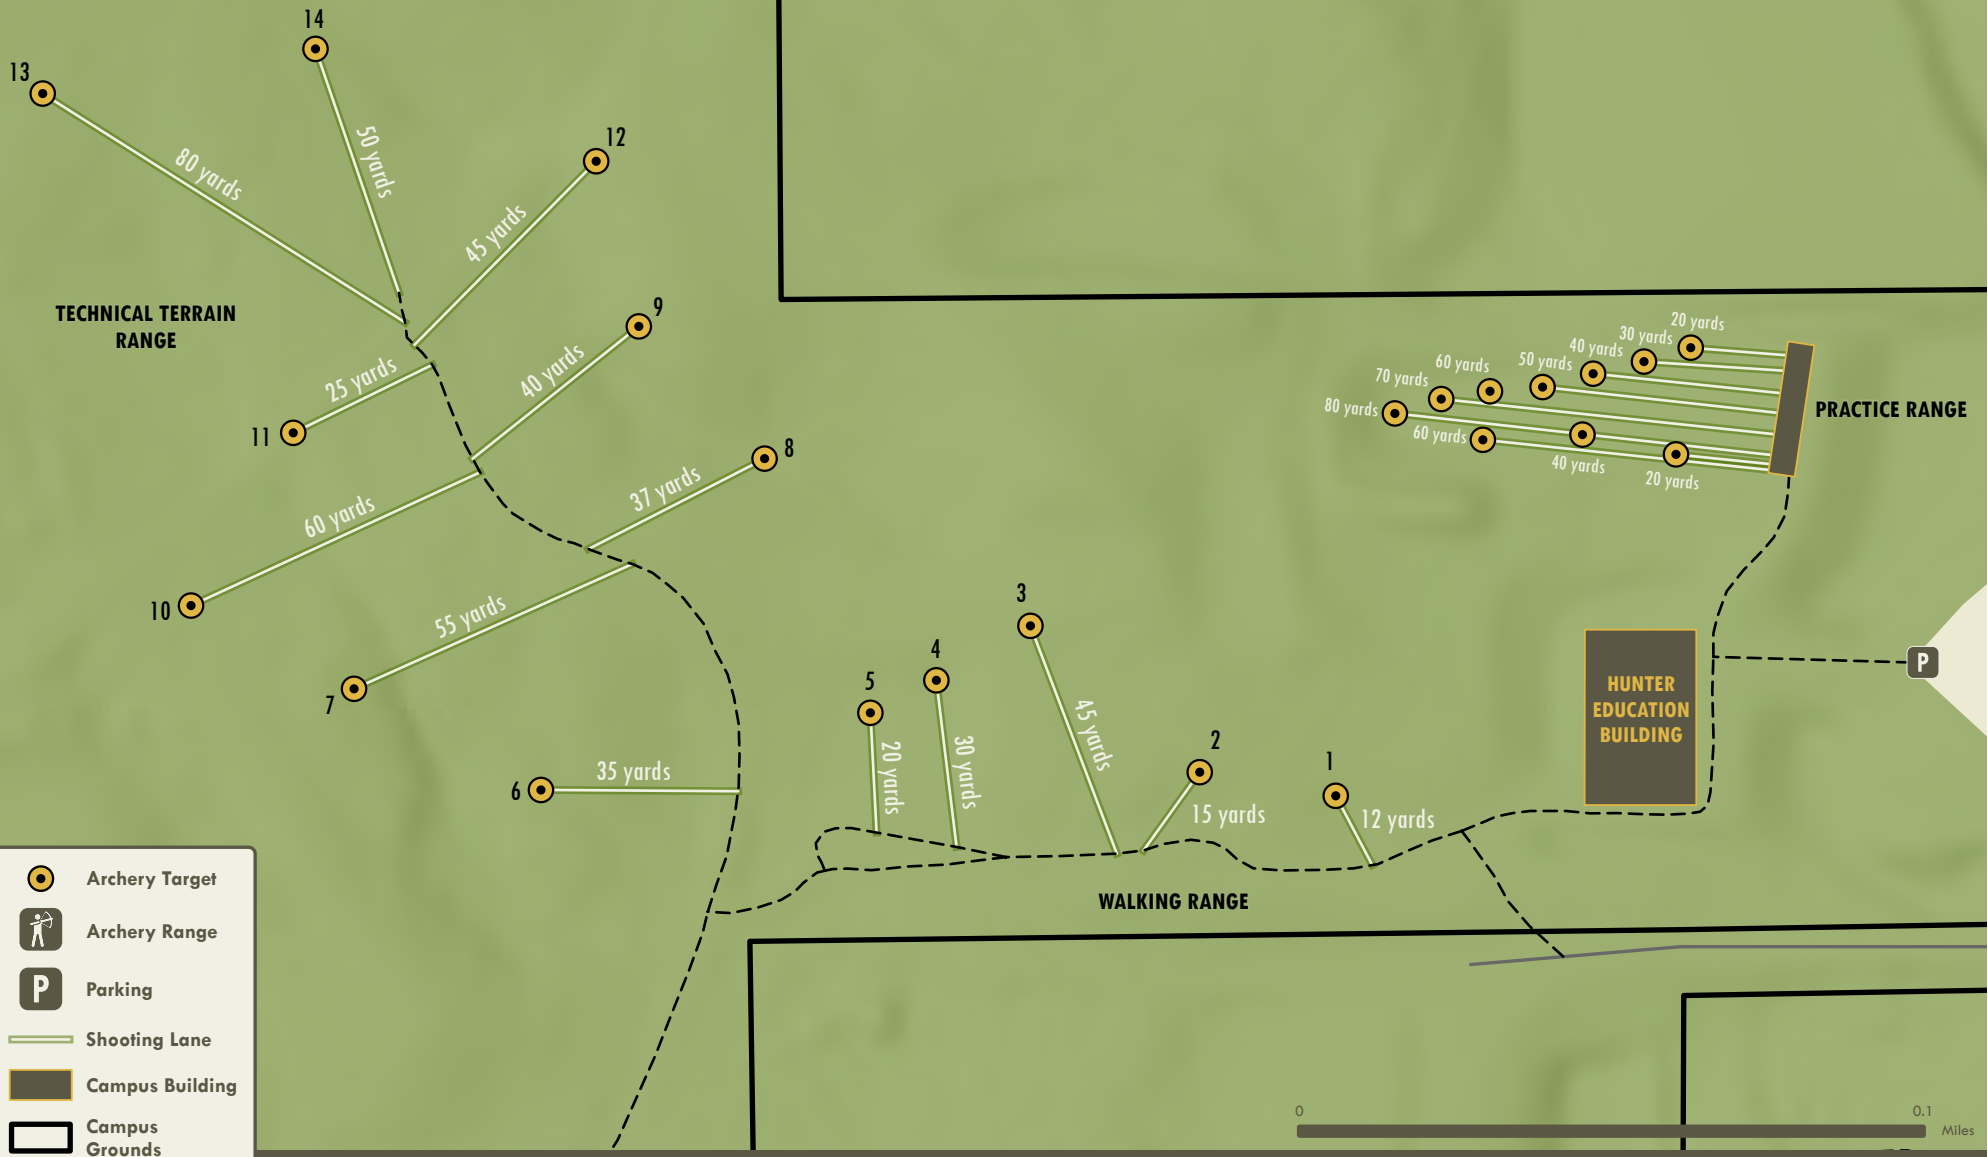 14
13
12
50 yards
80 yards
45 yards
TECHNICAL TERRAIN
RANGE
9
25 yards
40 yards
11
8
37 yards
60 yards
10
55 yards
7
35 yards
6
3
4
5
45 yards
30 yards
20 yards
2
15 yards
1
12 yards
WALKING RANGE
20 yards
30 yards
40 yards
50 yards
60 yards
70 yards
80 yards
60 yards
40 yards
20 yards
PRACTICE RANGE
HUNTER
EDUCATION
BUILDING
P
Archery Target
Archery Range
P
Parking
Shooting Lane
Campus Building
Campus
Grounds
0
0.1
Miles